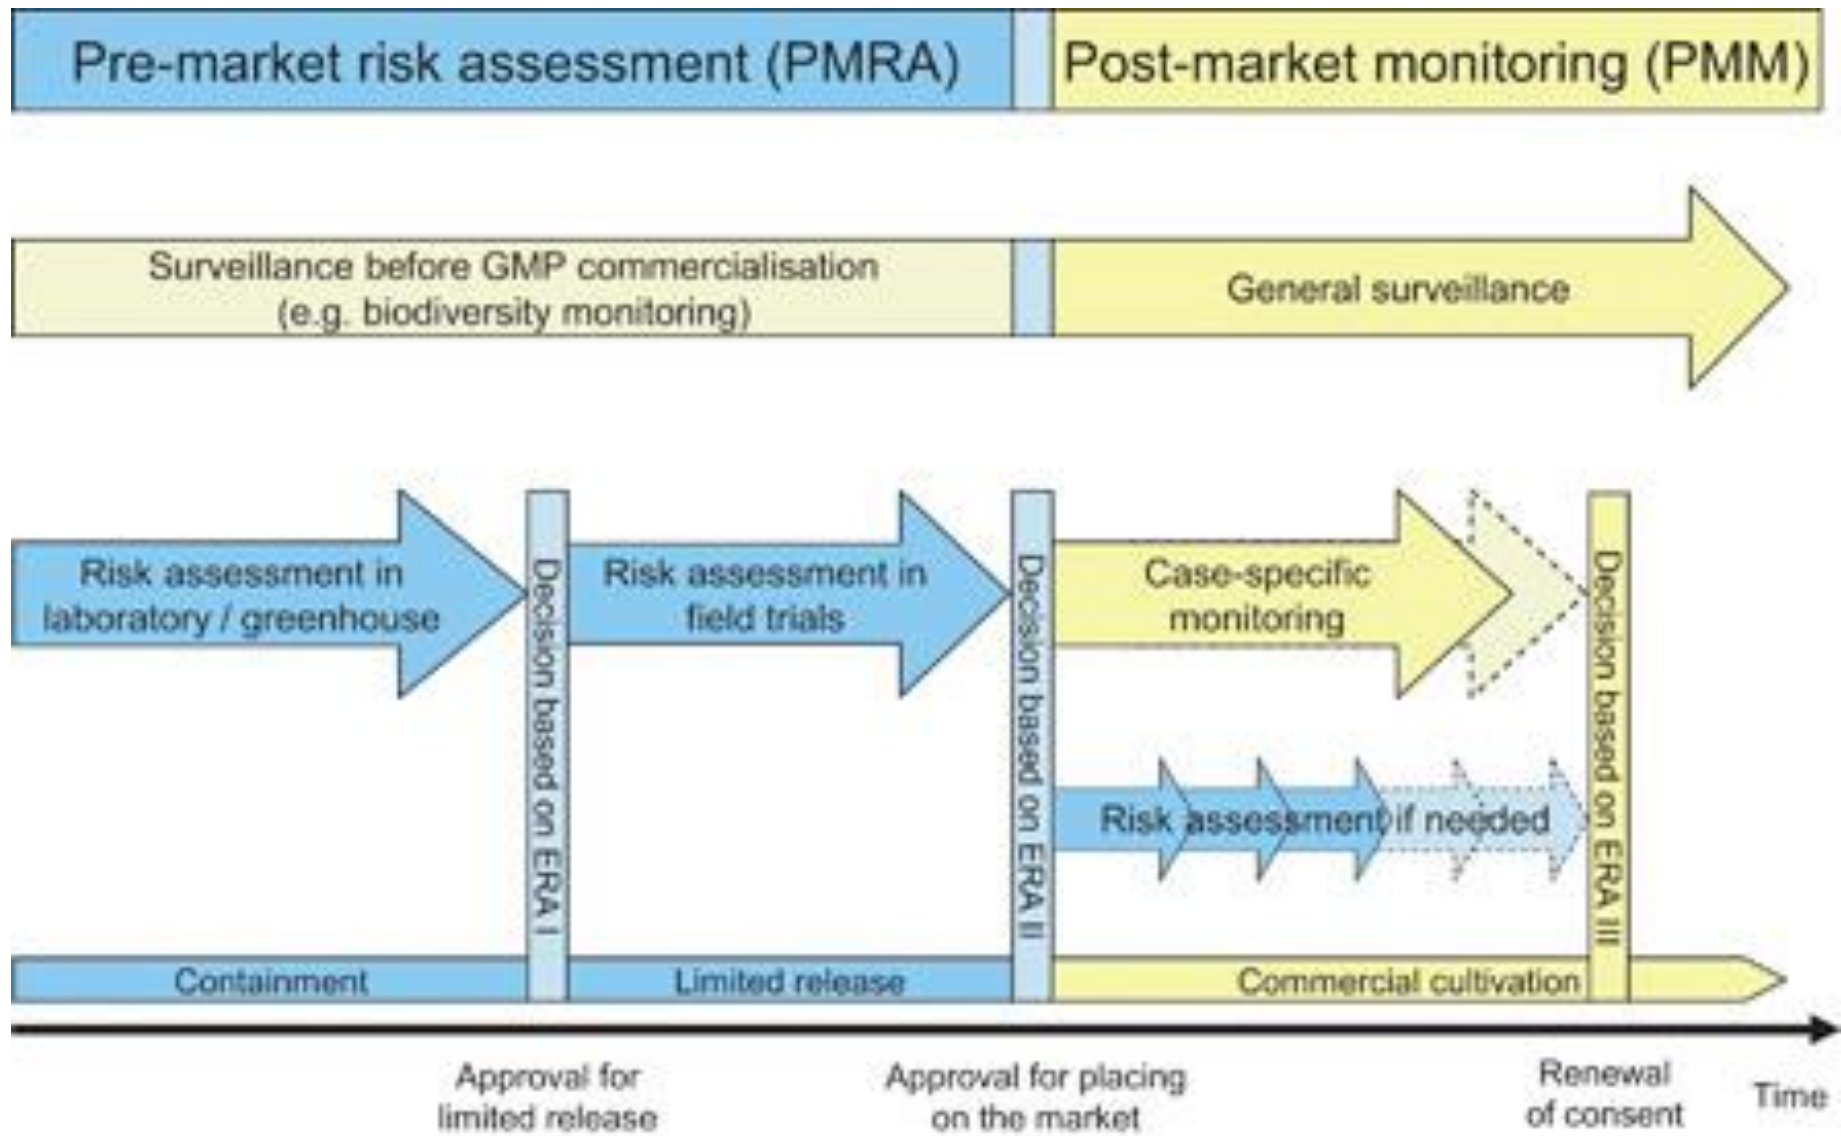 Pre-market risk assessment (PMRA)
Post-market monitoring (PMM)
Surveillance before GMP commercialisation
(e.g. biodiversity monitoring)
General surveillance
Risk assessment in
laboratory / greenhouse
Decision based on ERA I
Risk assessment in
field trials
Decision based on ERA II
Case-specific
monitoring
Risk assessment if needed
Decision based on ERA III
Containment
Limited release
Commercial cultivation
Approval for
limited release
Approval for placing
on the market
Renewal
of consent
Time